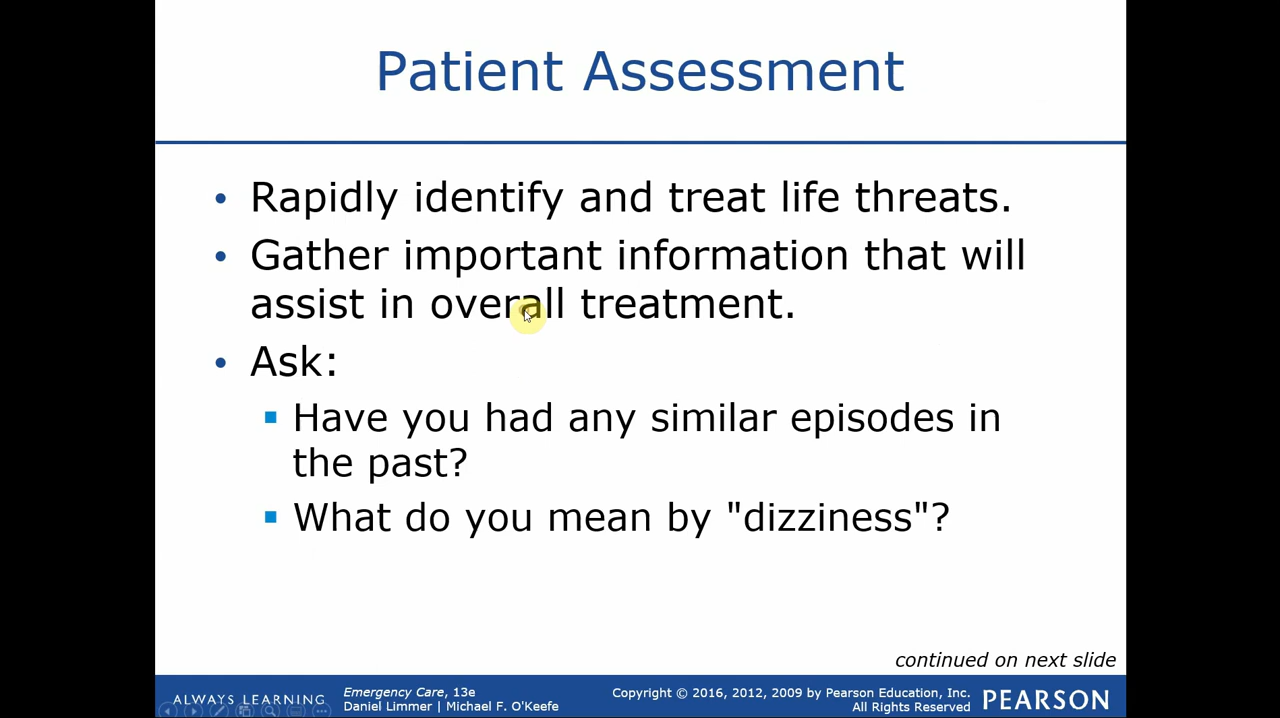 Patient Assessment
• Rapidly identify and treat life threats.
• Gather important information that will
assist in overall treatment.
• Ask:
▪ Have you had any similar episodes in
the past?
▪ What do you mean by "dizziness"?
continued on next slide
ALWAYS LEARNING
Emergency Care, 13e
Daniel Limmer | Michael F. O'Keefe
Copyright © 2016, 2012, 2009 by Pearson Education, Inc.
All Rights Reserved
PEARSON